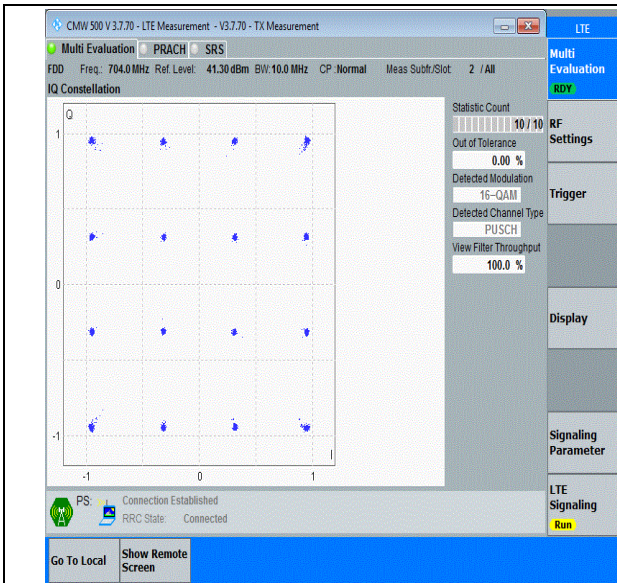 CMW 500 V 3.7.70 - LTE Measurement - V3.7.70 - TX Measurement
LTE
Multi Evaluation PRACH SRS
Multi
Evaluation
RDY
FDD Freq.: 704.0 MHz Ref. Level: 41.30 dBm BW: 10.0 MHz CP :Normal Meas Subfr./Slot: 2 / All
IQ Constellation
Statistic Count
10 / 10
Out of Tolerance
0.00 %
Detected Modulation
16-QAM
Detected Channel Type
PUSCH
View Filter Throughput
100.0 %
Q
1
0
-1
I
-1 0 1
RF
Settings
Trigger
Display
Signaling
Parameter
LTE
Signaling
Run
PS: Connection Established
RRC State: Connected
Go To Local
Show Remote
Screen